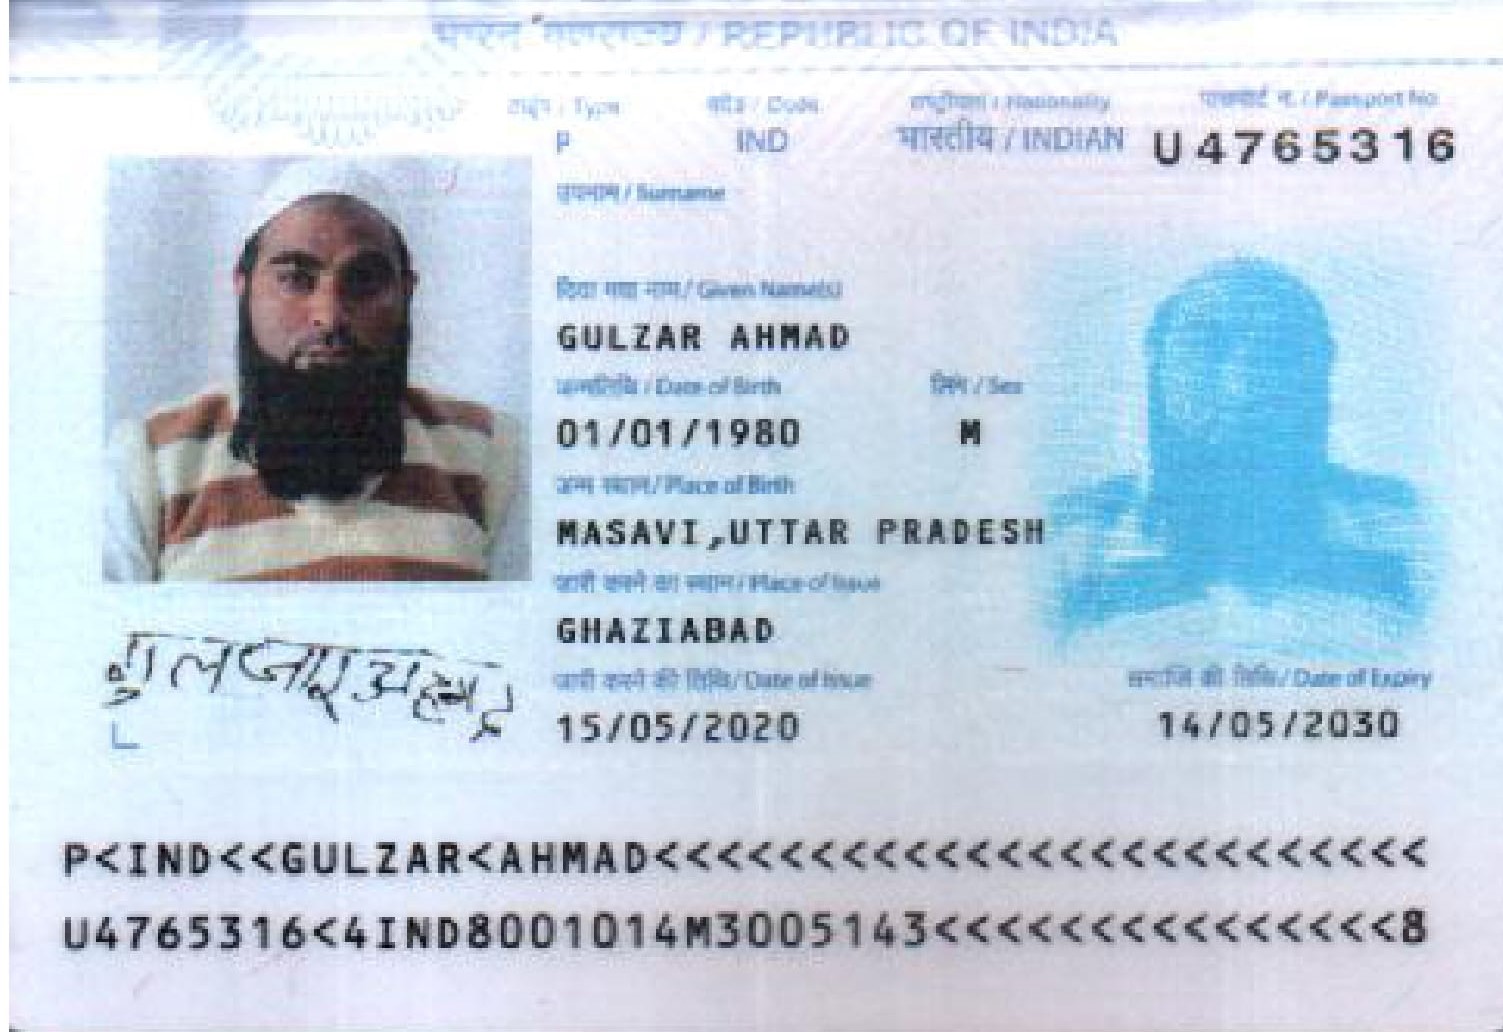 भारत गणराज्य / REPUBLIC OF INDIA
टाईप / Type कोड / Code राष्ट्रीयता / Nationality पासपोर्ट न. / Passport No
P IND भारतीय / INDIAN U4765316
उपनाम / Surname
दिया गया नाम / Given Name(s)
GULZAR AHMAD
जन्मतिथि / Date of Birth लिंग / Sex
01/01/1980 M
जन्म स्थान / Place of Birth
MASAVI,UTTAR PRADESH
जारी करने का स्थान / Place of Issue
GHAZIABAD
गुलजार अहमद
जारी करने की तिथि / Date of Issue समाप्ति की तिथि / Date of Expiry
15/05/2020 14/05/2030
P<IND<<GULZAR<AHMAD<<<<<<<<<<<<<<<<<<<<<<<<<
U4765316<4IND8001014M3005143<<<<<<<<<<<<<<<8